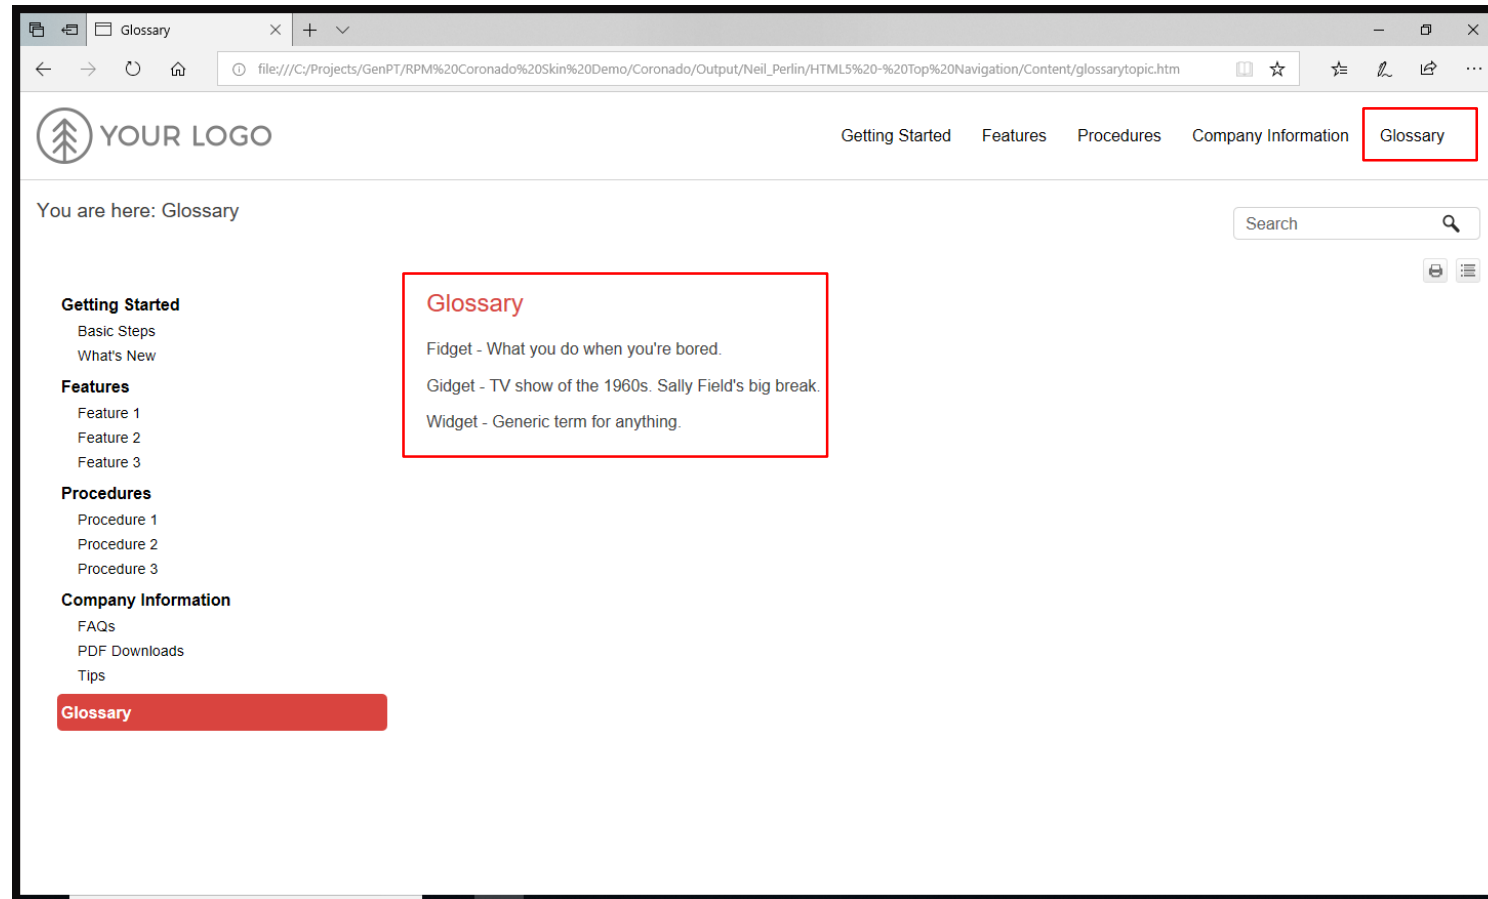 Glossary
file:///C:/Projects/GenPT/RPM%20Coronado%20Skin%20Demo/Coronado/Output/Neil_Perlin/HTML5%20-%20Top%20Navigation/Content/glossarytopic.htm
YOUR LOGO
Getting Started Features Procedures Company Information Glossary
You are here: Glossary
Search
Getting Started
Basic Steps
What's New
Features
Feature 1
Feature 2
Feature 3
Procedures
Procedure 1
Procedure 2
Procedure 3
Company Information
FAQs
PDF Downloads
Tips
Glossary
Glossary
Fidget - What you do when you're bored.
Gidget - TV show of the 1960s. Sally Field's big break.
Widget - Generic term for anything.